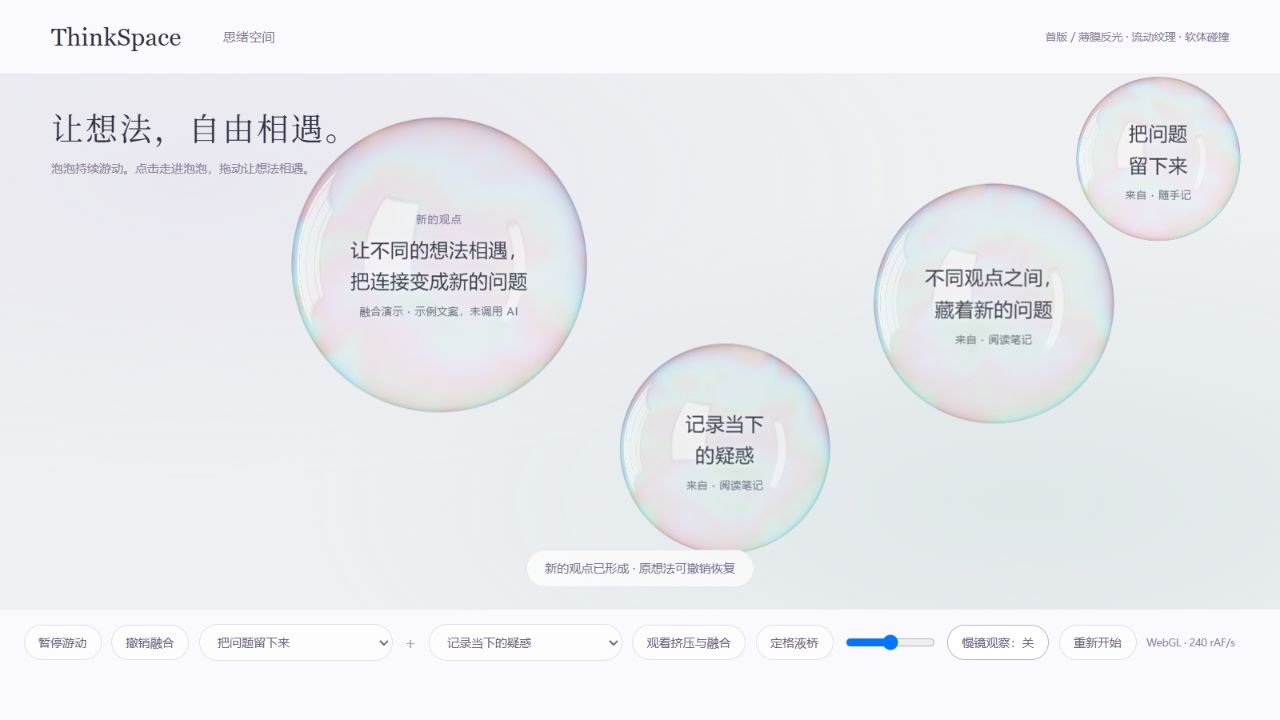 ThinkSpace
思绪空间
首版 / 薄膜反光 · 流动纹理 · 软体碰撞
让想法，自由相遇。
泡泡持续游动。点击走进泡泡，拖动让想法相遇。
新的观点
让不同的想法相遇，
把连接变成新的问题
融合演示 · 示例文案，未调用 AI
把问题
留下来
来自 · 随手记
不同观点之间，
藏着新的问题
来自 · 阅读笔记
记录当下
的疑惑
来自 · 阅读笔记
新的观点已形成 · 原想法可撤销恢复
暂停游动
撤销融合
把问题留下来
+
记录当下的疑惑
观看挤压与融合
定格液桥
慢镜观察：关
重新开始
WebGL · 240 rAF/s